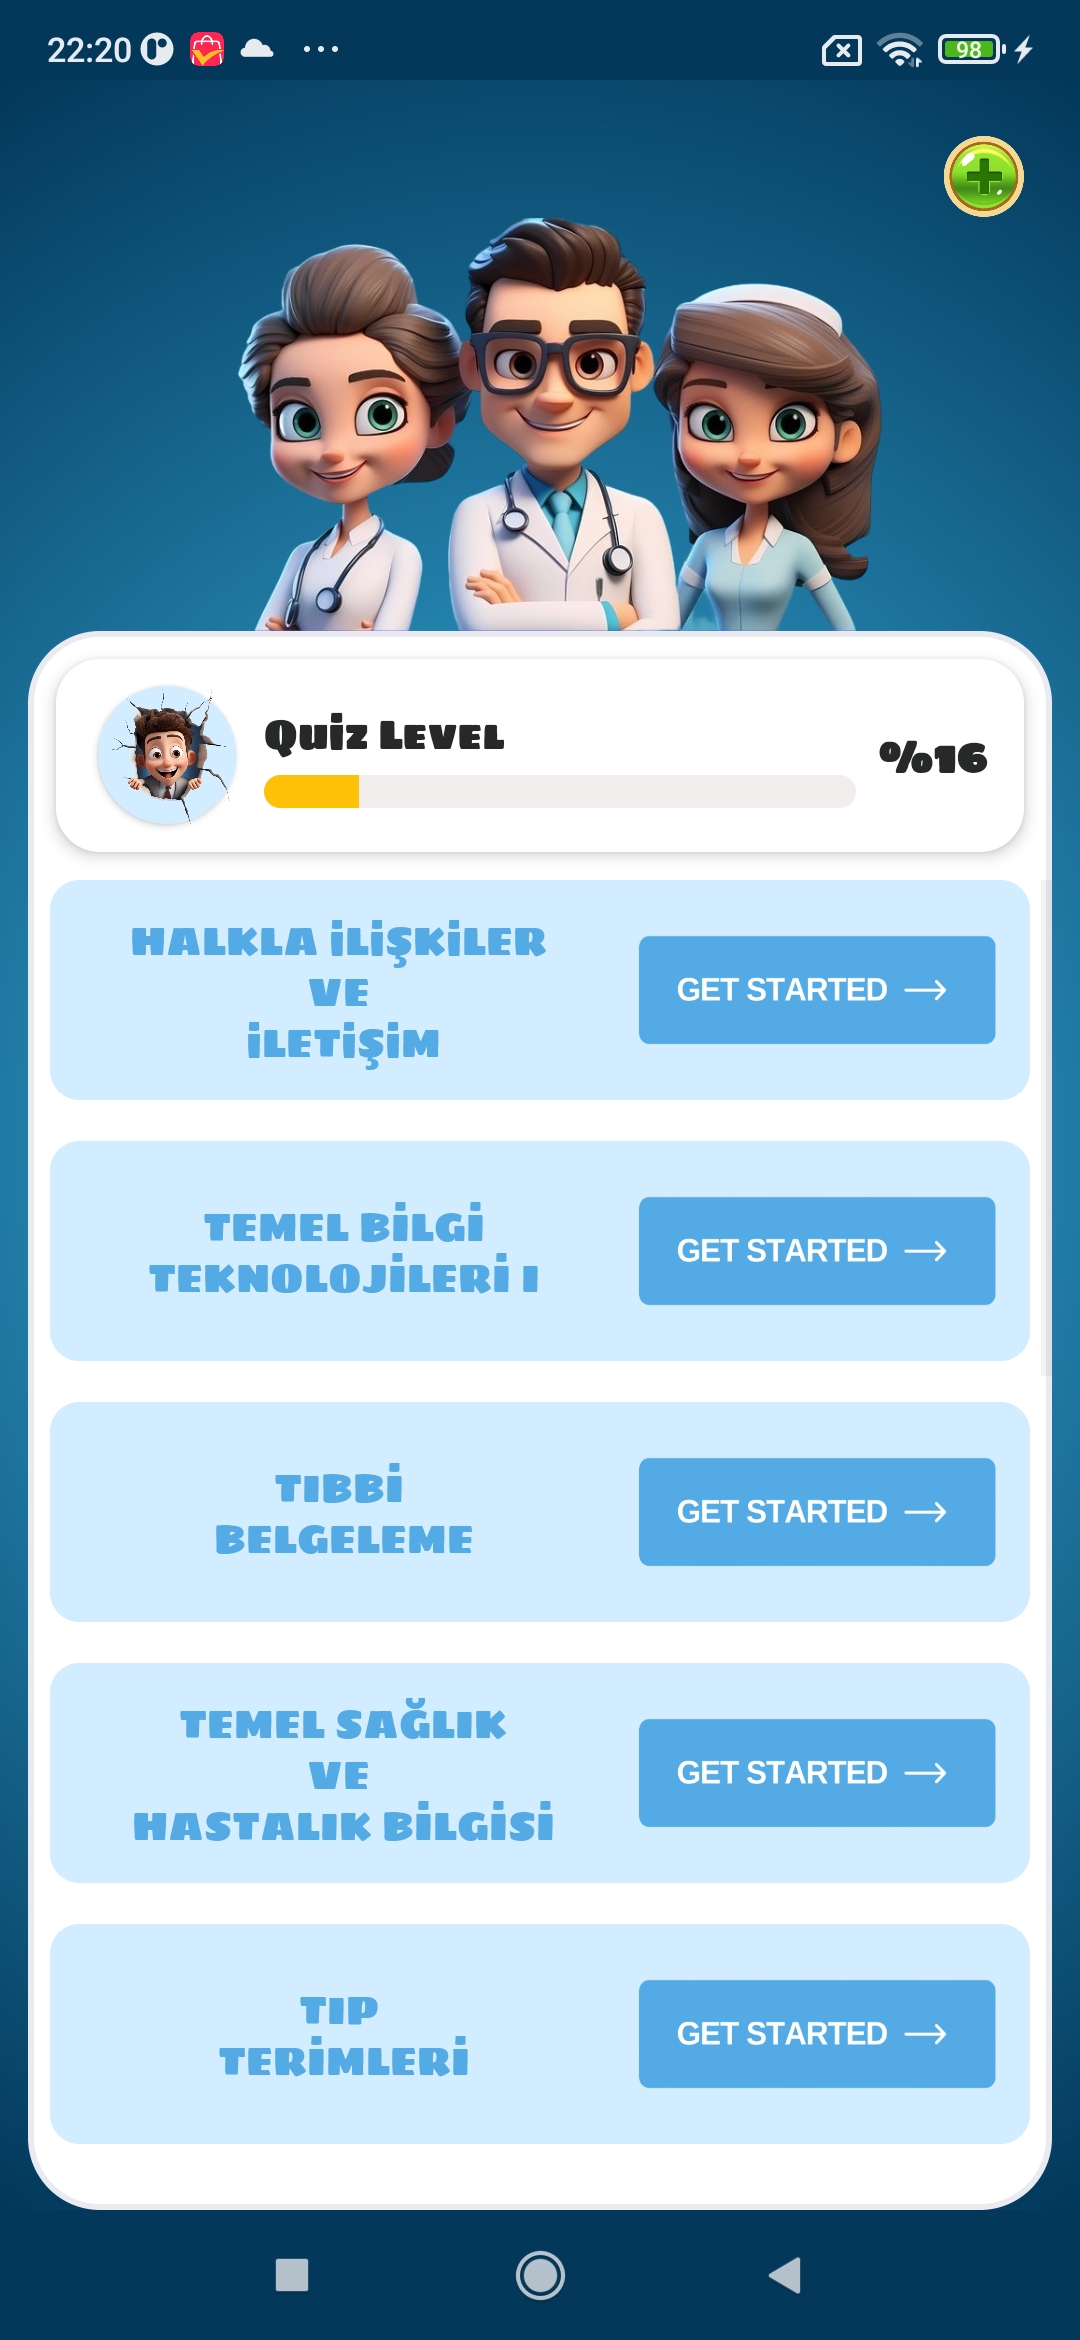 22:20
98
Quiz Level
%16
HALKLA İLİŞKİLER
VE
İLETİŞİM
GET STARTED
TEMEL BİLGİ
TEKNOLOJİLERİ I
GET STARTED
TIBBİ
BELGELEME
GET STARTED
TEMEL SAĞLIK
VE
HASTALIK BİLGİSİ
GET STARTED
TIP
TERİMLERİ
GET STARTED